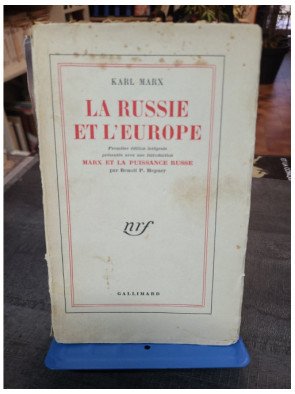 KARL MARX
LA RUSSIE
ET L'EUROPE
Première édition intégrale
présentée avec une introduction
MARX ET LA PUISSANCE RUSSE
par Benoît P. Hepner
nrf
GALLIMARD